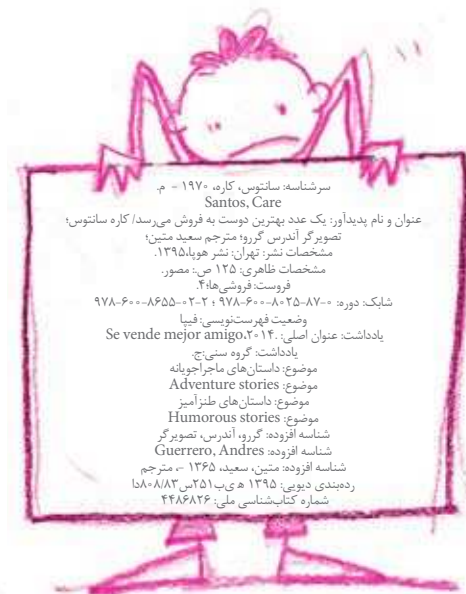 سرشناسه: سانتوس، کاره، ۱۹۷۰ - م.
Santos, Care
عنوان و نام پدیدآور: یک عدد بهترین دوست به فروش می‌رسد/ کاره سانتوس؛
تصویرگر آندرس گررو؛ مترجم سعید متین؛
مشخصات نشر: تهران: نشر هوپا،۱۳۹۵.
مشخصات ظاهری: ۱۲۵ ص.: مصور.
فروست: فروشی‌ها؛۴.
شابک: دوره: ۰-۸۷-۸۰۲۵-۶۰۰-۹۷۸ ؛ ۲-۰۲-۸۶۵۵-۶۰۰-۹۷۸
وضعیت فهرست‌نویسی: فیپا
یادداشت: عنوان اصلی: .Se vende mejor amigo،۲۰۱۴
یادداشت: گروه سنی:ج.
موضوع: داستان‌های ماجراجویانه
موضوع: Adventure stories
موضوع: داستان‌های طنزآمیز
موضوع: Humorous stories
شناسه افزوده: گررو، آندرس، تصویرگر
شناسه افزوده: Guerrero, Andres
شناسه افزوده: متین، سعید، ۱۳۶۵ -، مترجم
رده‌بندی دیویی: ۱۳۹۵ ه ی‌ب۲۵۱س۸۰۸/۸۳دا
شماره کتاب‌شناسی ملی: ۴۴۸۶۸۲۶